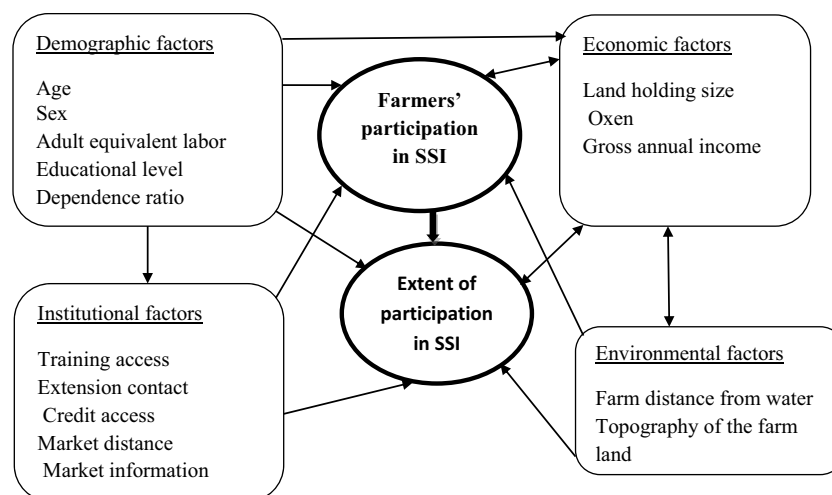 Demographic factors
Age
Sex
Adult equivalent labor
Educational level
Dependence ratio
Farmers’
participation
in SSI
Economic factors
Land holding size
Oxen
Gross annual income
Institutional factors
Training access
Extension contact
Credit access
Market distance
Market information
Extent of
participation
in SSI
Environmental factors
Farm distance from water
Topography of the farm
land